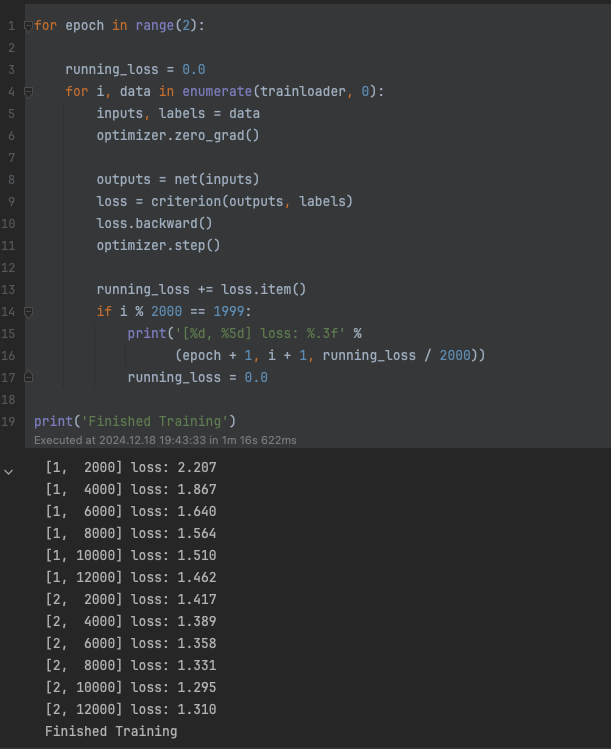 1 for epoch in range(2):
2
3     running_loss = 0.0
4     for i, data in enumerate(trainloader, 0):
5         inputs, labels = data
6         optimizer.zero_grad()
7
8         outputs = net(inputs)
9         loss = criterion(outputs, labels)
10         loss.backward()
11         optimizer.step()
12
13         running_loss += loss.item()
14         if i % 2000 == 1999:
15             print('[%d, %5d] loss: %.3f' %
16                   (epoch + 1, i + 1, running_loss / 2000))
17             running_loss = 0.0
18
19 print('Finished Training')
Executed at 2024.12.18 19:43:33 in 1m 16s 622ms
[1,  2000] loss: 2.207
[1,  4000] loss: 1.867
[1,  6000] loss: 1.640
[1,  8000] loss: 1.564
[1, 10000] loss: 1.510
[1, 12000] loss: 1.462
[2,  2000] loss: 1.417
[2,  4000] loss: 1.389
[2,  6000] loss: 1.358
[2,  8000] loss: 1.331
[2, 10000] loss: 1.295
[2, 12000] loss: 1.310
Finished Training